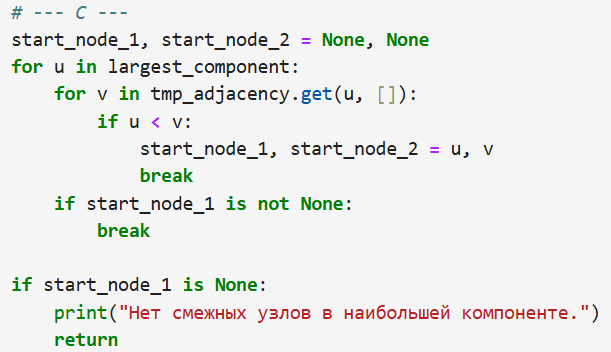 # --- C ---
start_node_1, start_node_2 = None, None
for u in largest_component:
    for v in tmp_adjacency.get(u, []):
        if u < v:
            start_node_1, start_node_2 = u, v
            break
    if start_node_1 is not None:
        break

if start_node_1 is None:
    print("Нет смежных узлов в наибольшей компоненте.")
    return